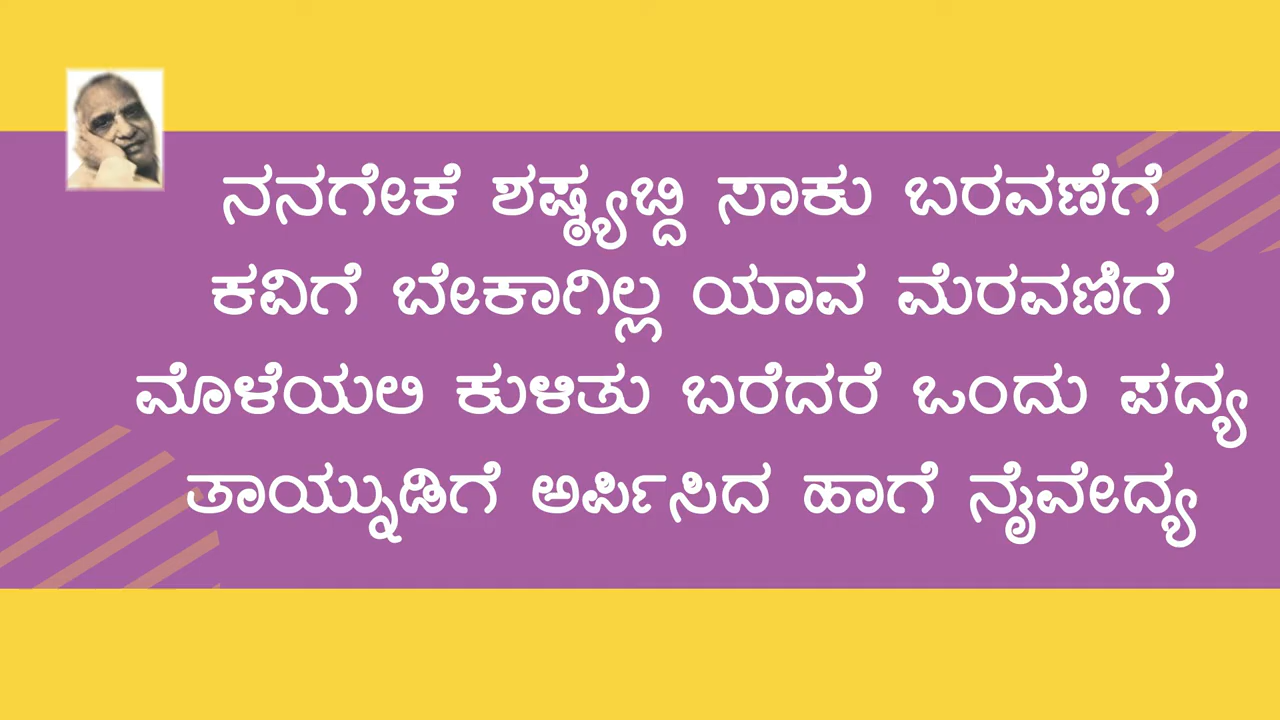 ನನಗೇಕೆ ಶಷ್ಠ್ಯಬ್ದಿ ಸಾಕು ಬರವಣಿಗೆ
ಕವಿಗೆ ಬೇಕಾಗಿಲ್ಲ ಯಾವ ಮೆರವಣಿಗೆ
ಮೊಳೆಯಲಿ ಕುಳಿತು ಬರೆದರೆ ಒಂದು ಪದ್ಯ
ತಾಯ್ನುಡಿಗೆ ಅರ್ಪಿಸಿದ ಹಾಗೆ ನೈವೇದ್ಯ